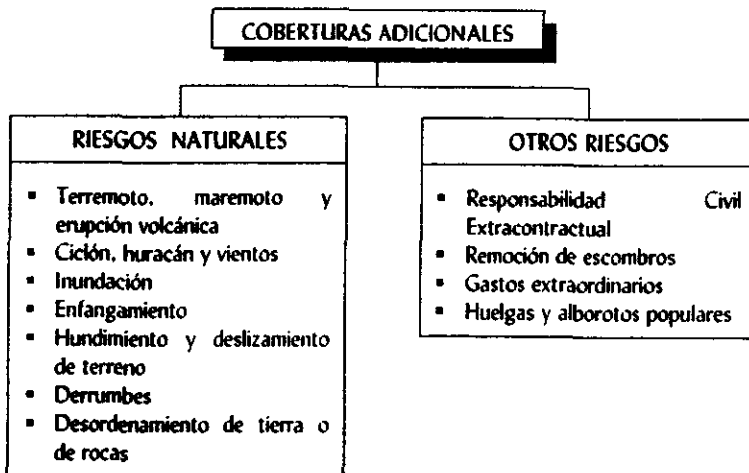 COBERTURAS ADICIONALES
RIESGOS NATURALES
▪ Terremoto, maremoto y
erupción volcánica
▪ Ciclón, huracán y vientos
▪ Inundación
▪ Enfangamiento
▪ Hundimiento y deslizamiento
de terreno
▪ Derrumbes
▪ Desordenamiento de tierra o
de rocas
OTROS RIESGOS
▪ Responsabilidad Civil
Extracontractual
▪ Remoción de escombros
▪ Gastos extraordinarios
▪ Huelgas y alborotos populares